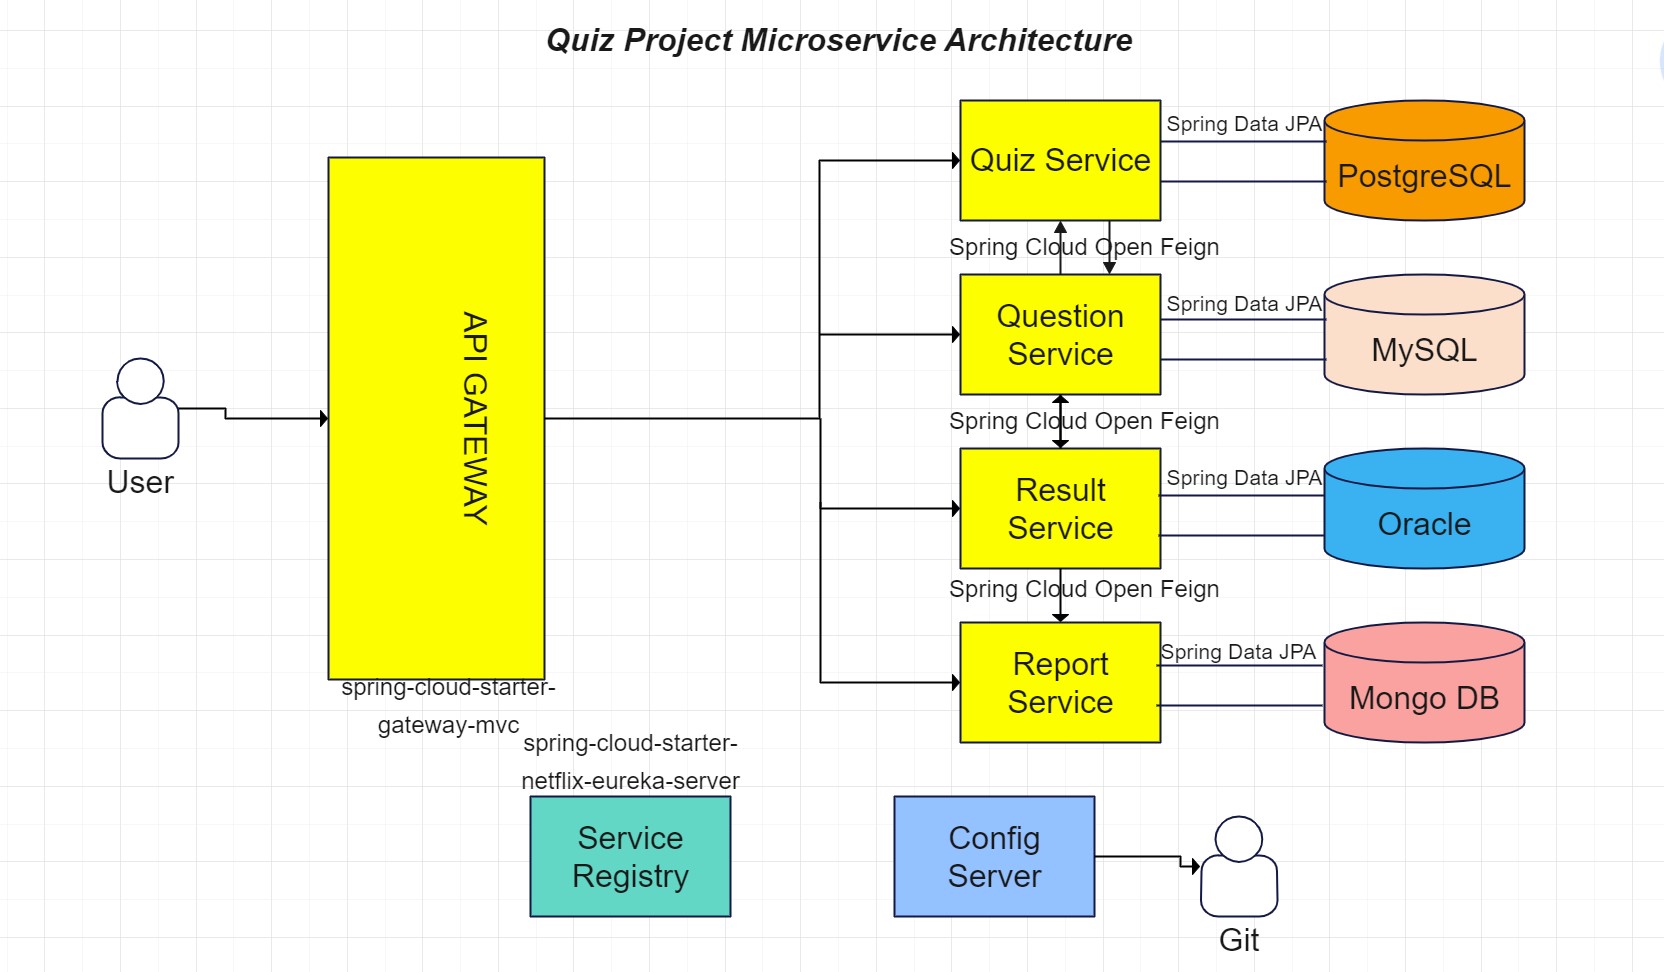 Quiz Project Microservice Architecture
Quiz Service
Spring Data JPA
PostgreSQL
Spring Cloud Open Feign
Question
Service
Spring Data JPA
MySQL
API GATEWAY
User
Spring Cloud Open Feign
Result
Service
Spring Data JPA
Oracle
Spring Cloud Open Feign
Report
Service
Spring Data JPA
Mongo DB
spring-cloud-starter-
gateway-mvc
spring-cloud-starter-
netflix-eureka-server
Service
Registry
Config
Server
Git